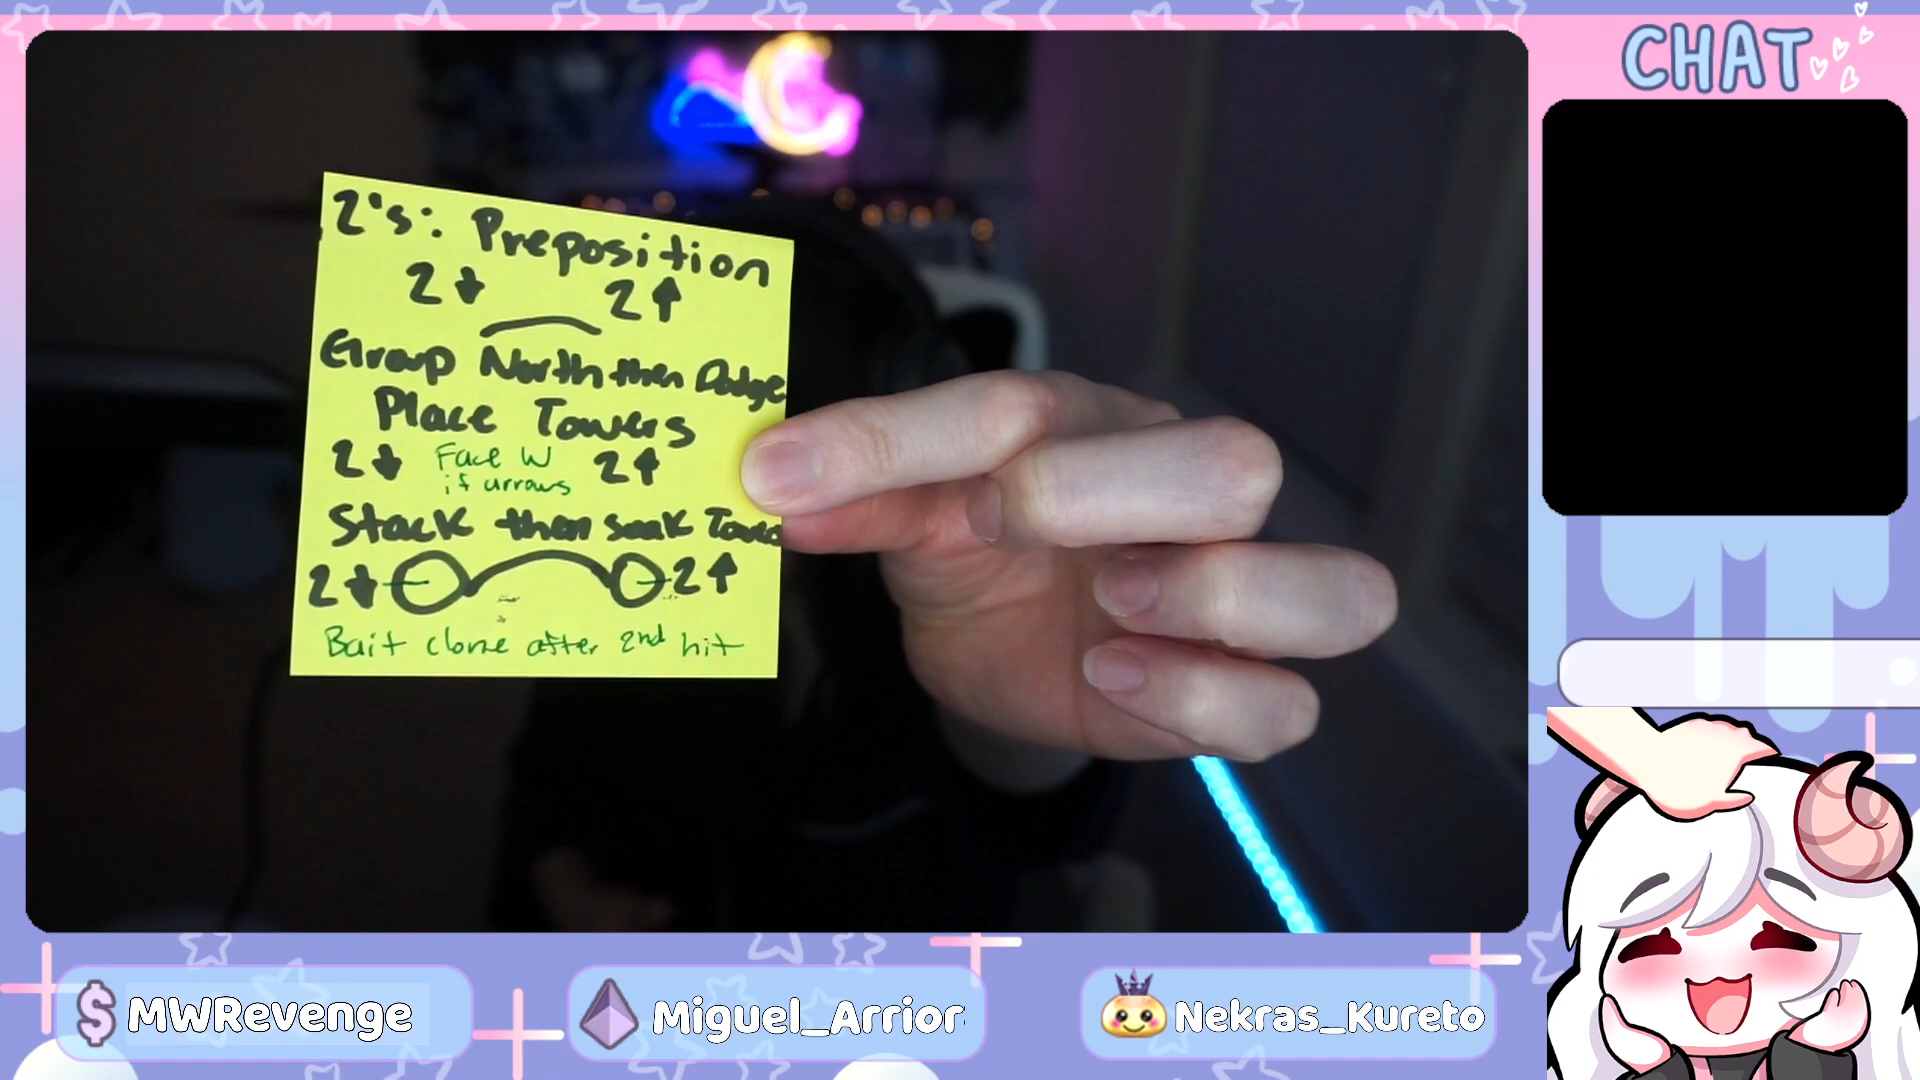 CHAT
2's: Preposition
2↓ 2↑
Group North then Dodge
Place Towers
2↓ Face W if arrows 2↑
Stack then soak Towe
2↓ 2↑
Bait clone after 2nd hit
$ MWRevenge
Miguel_Arrior
Nekras_Kureto